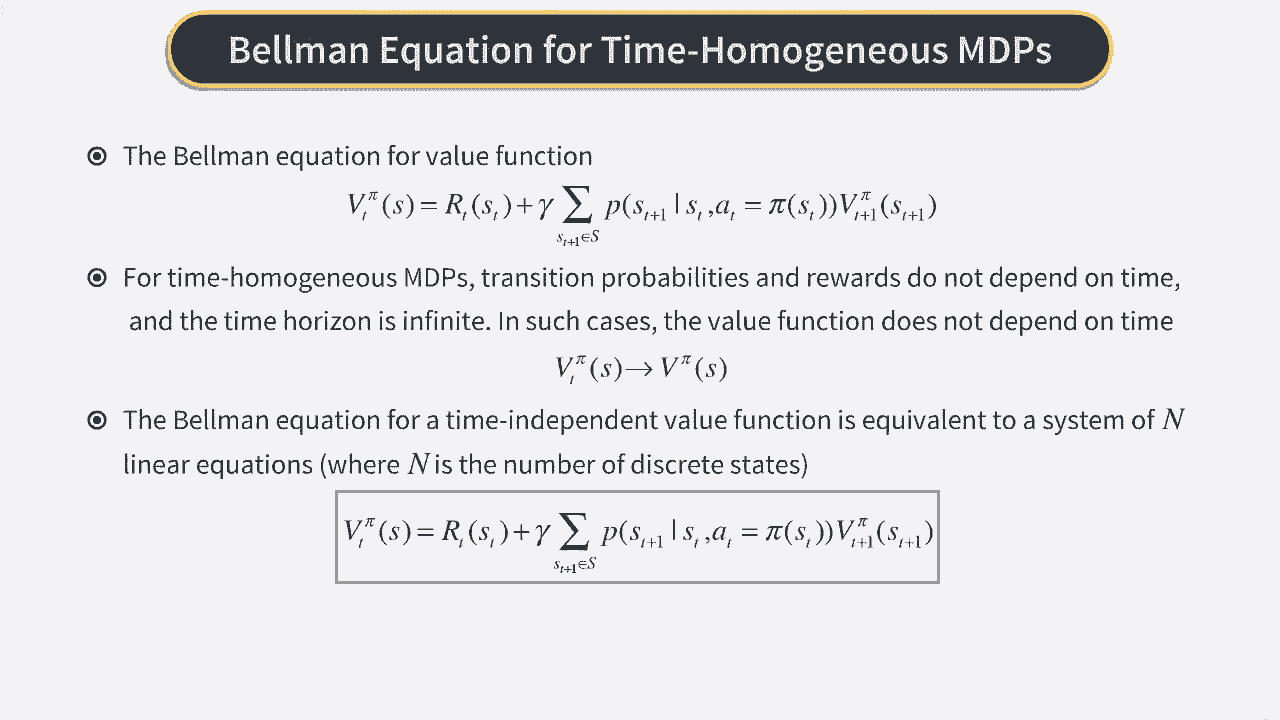 Bellman Equation for Time-Homogeneous MDPs
The Bellman equation for value function
$V_t^{\pi}(s) = R_t(s_t) + \gamma \sum_{s_{t+1} \in S} p(s_{t+1} | s_t, a_t = \pi(s_t)) V_{t+1}^{\pi}(s_{t+1})$
For time-homogeneous MDPs, transition probabilities and rewards do not depend on time,
and the time horizon is infinite. In such cases, the value function does not depend on time
$V_t^{\pi}(s) \rightarrow V^{\pi}(s)$
The Bellman equation for a time-independent value function is equivalent to a system of $N$
linear equations (where $N$ is the number of discrete states)
$V_t^{\pi}(s) = R_t(s_t) + \gamma \sum_{s_{t+1} \in S} p(s_{t+1} | s_t, a_t = \pi(s_t)) V_{t+1}^{\pi}(s_{t+1})$